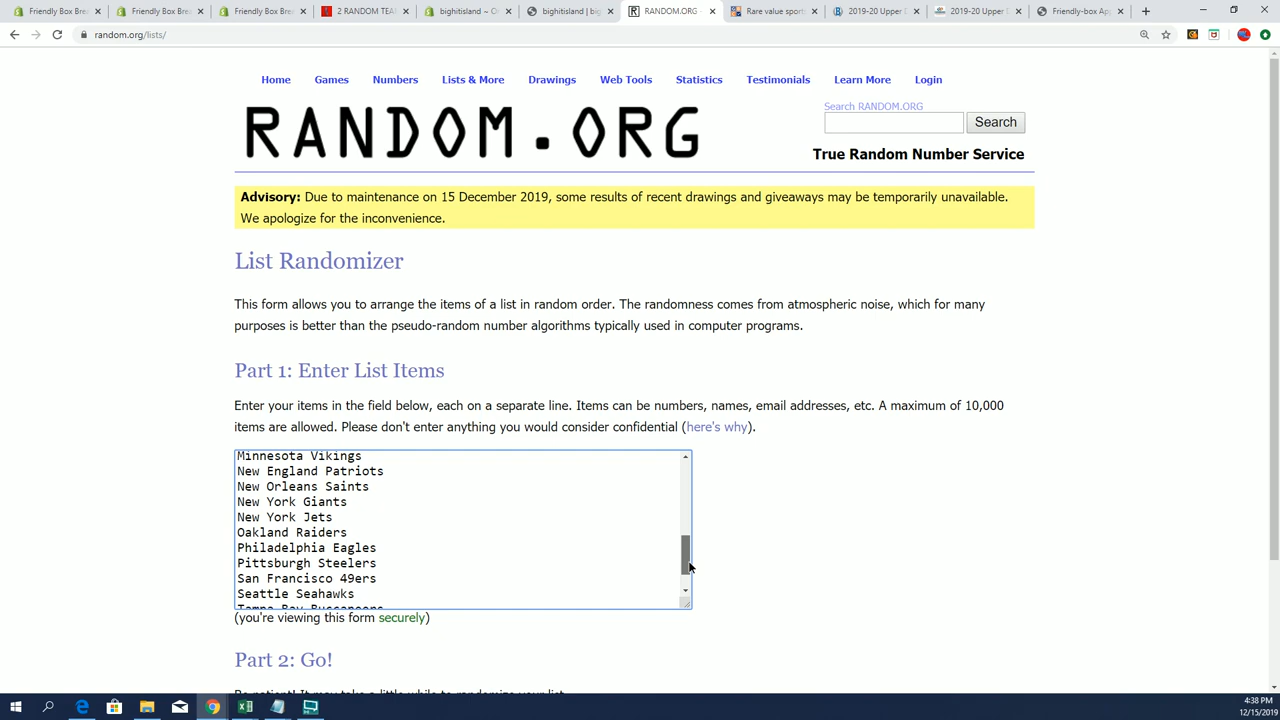 Friendly Box Brea
Friendly Box Brea
Friendly Box Brea
2 RANDOM TEA
bighitisland ~ O
bighitisland | big
RANDOM.ORG -
Rare value sport
2019-20 Upper D
2019-20 Upper D
Friendly-box Ap
random.org/lists/
Home Games Numbers Lists & More Drawings Web Tools Statistics Testimonials Learn More Login
Search RANDOM.ORG
RANDOM.ORG
Search
True Random Number Service
Advisory: Due to maintenance on 15 December 2019, some results of recent drawings and giveaways may be temporarily unavailable.
We apologize for the inconvenience.
List Randomizer
This form allows you to arrange the items of a list in random order. The randomness comes from atmospheric noise, which for many
purposes is better than the pseudo-random number algorithms typically used in computer programs.
Part 1: Enter List Items
Enter your items in the field below, each on a separate line. Items can be numbers, names, email addresses, etc. A maximum of 10,000
items are allowed. Please don't enter anything you would consider confidential (here's why).
Minnesota Vikings
New England Patriots
New Orleans Saints
New York Giants
New York Jets
Oakland Raiders
Philadelphia Eagles
Pittsburgh Steelers
San Francisco 49ers
Seattle Seahawks
Tampa Bay Buccaneers
(you're viewing this form securely)
Part 2: Go!
Be patient! It may take a little while to randomize your list
4:38 PM
12/15/2019